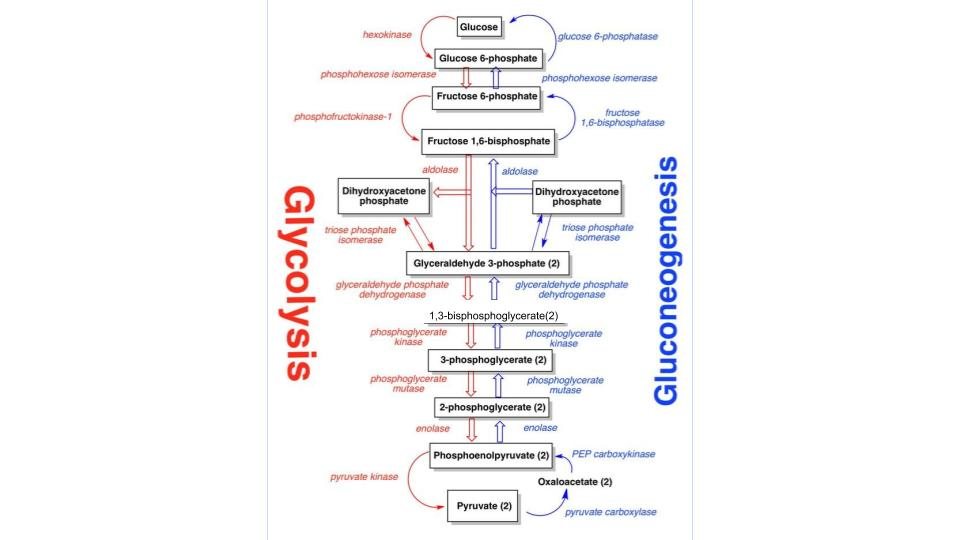 Glucose
hexokinase
glucose 6-phosphatase
Glucose 6-phosphate
phosphohexose isomerase
phosphohexose isomerase
Fructose 6-phosphate
phosphofructokinase-1
fructose
1,6-bisphosphatase
Fructose 1,6-bisphosphate
aldolase
aldolase
Dihydroxyacetone
phosphate
Dihydroxyacetone
phosphate
Glycolysis
Gluconeogenesis
triose phosphate
isomerase
triose phosphate
isomerase
Glyceraldehyde 3-phosphate (2)
glyceraldehyde phosphate
dehydrogenase
glyceraldehyde phosphate
dehydrogenase
1,3-bisphosphoglycerate(2)
phosphoglycerate
kinase
phosphoglycerate
kinase
3-phosphoglycerate (2)
phosphoglycerate
mutase
phosphoglycerate
mutase
2-phosphoglycerate (2)
enolase
enolase
Phosphoenolpyruvate (2)
PEP carboxykinase
pyruvate kinase
Oxaloacetate (2)
Pyruvate (2)
pyruvate carboxylase